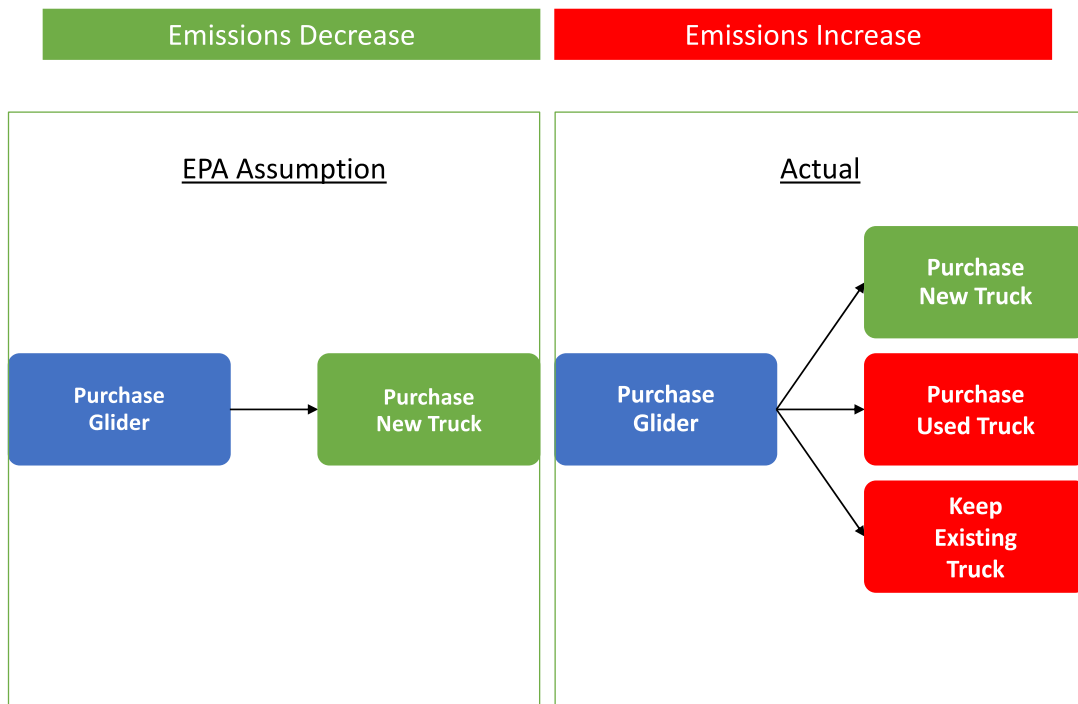 Emissions Decrease
Emissions Increase
EPA Assumption
Purchase
Glider
Purchase
New Truck
Actual
Purchase
Glider
Purchase
New Truck
Purchase
Used Truck
Keep
Existing
Truck